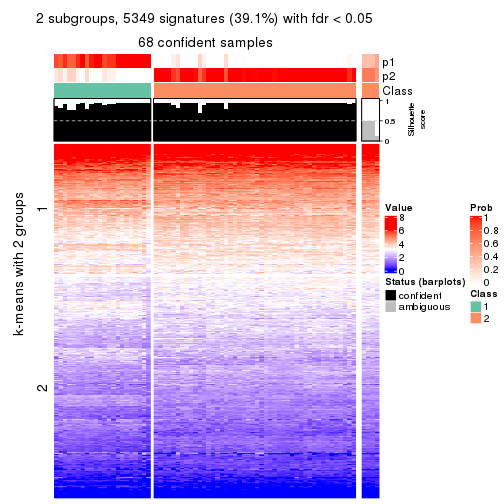 2 subgroups, 5349 signatures (39.1%) with fdr < 0.05
68 confident samples
p1
p2
Class
1
0.5
0
Silhouette
score
k-means with 2 groups
1
2
Value
8
6
4
2
0
Status (barplots)
confident
ambiguous
Prob
1
0.8
0.6
0.4
0.2
0
Class
1
2